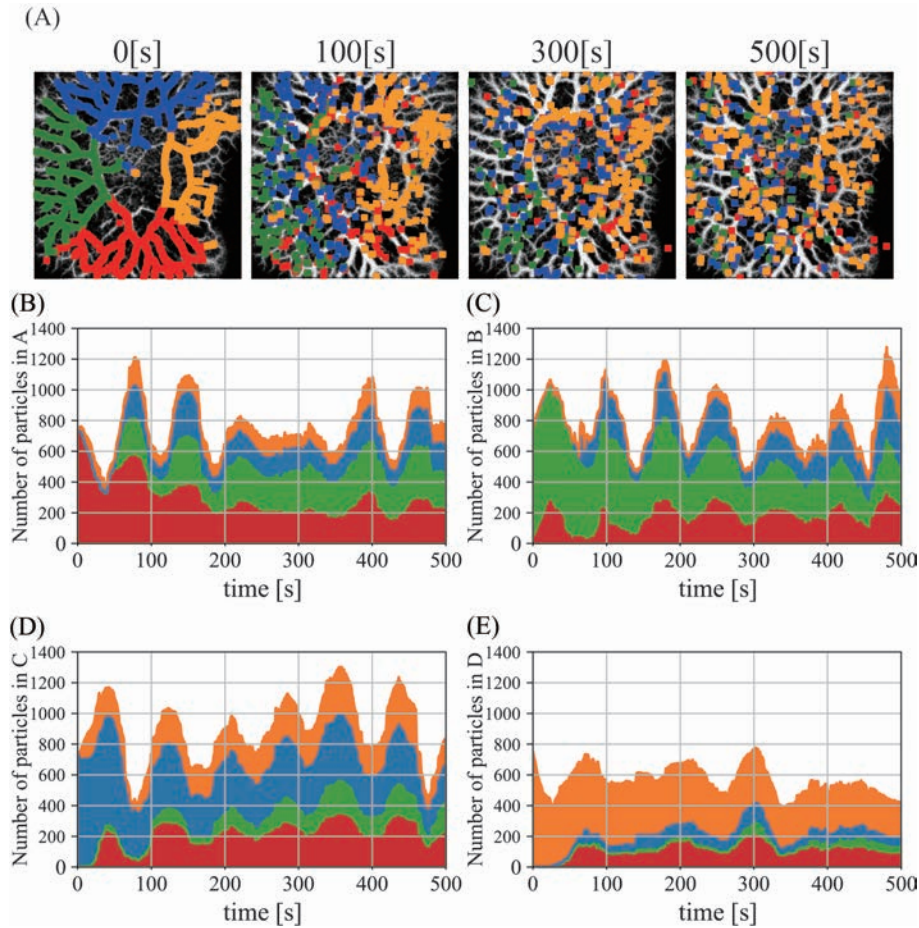 (A)
0[s] 100[s] 300[s] 500[s]
(B)
Number of particles in A
1400
1200
1000
800
600
400
200
0
0 100 200 300 400 500
time [s]
(C)
Number of particles in B
1400
1200
1000
800
600
400
200
0
0 100 200 300 400 500
time [s]
(D)
Number of particles in C
1400
1200
1000
800
600
400
200
0
0 100 200 300 400 500
time [s]
(E)
Number of particles in D
1400
1200
1000
800
600
400
200
0
0 100 200 300 400 500
time [s]